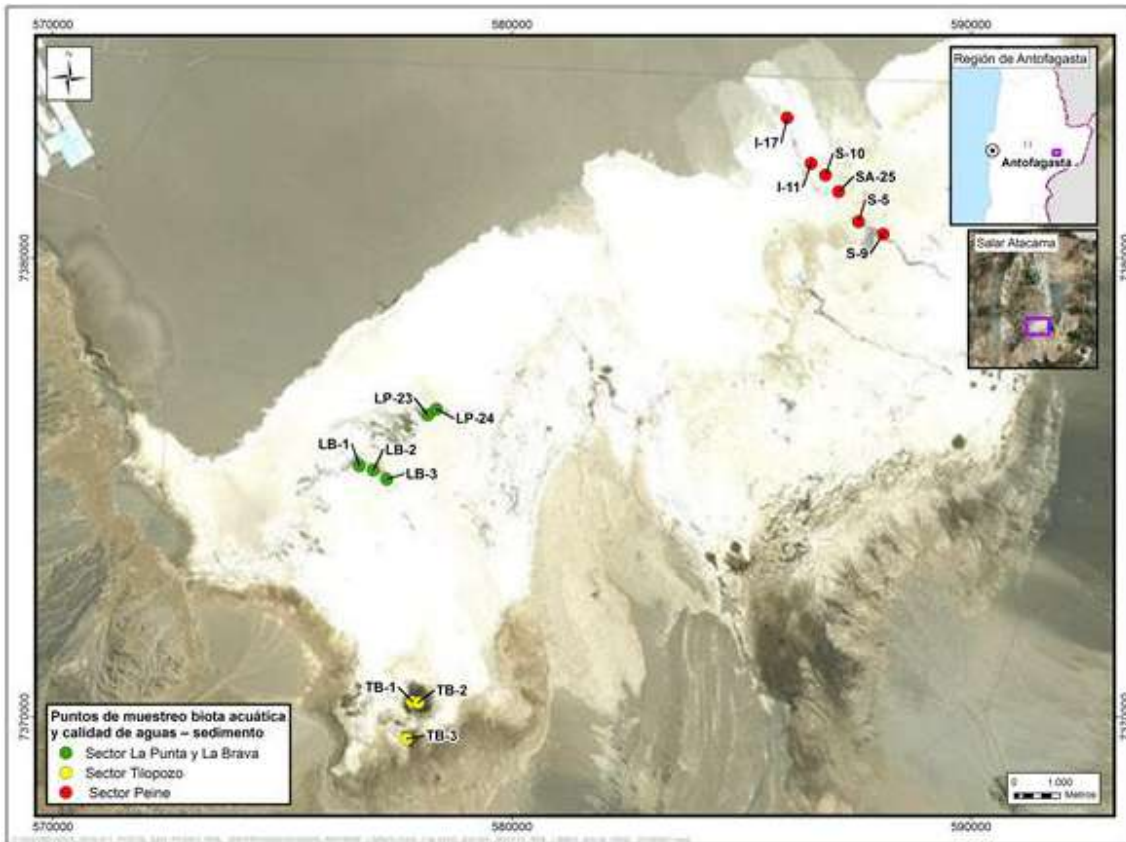 570000
580000
590000
Región de Antofagasta
Antofagasta
I-17
S-10
I-11
SA-25
S-5
S-9
Salar Atacama
7380000
7380000
LP-23
LP-24
LB-1
LB-2
LB-3
TB-1
TB-2
TB-3
7370000
7370000
Puntos de muestreo biota acuática
y calidad de aguas – sedimento
Sector La Punta y La Brava
Sector Tilopozo
Sector Peine
0 1.000
Metros
570000
580000
590000